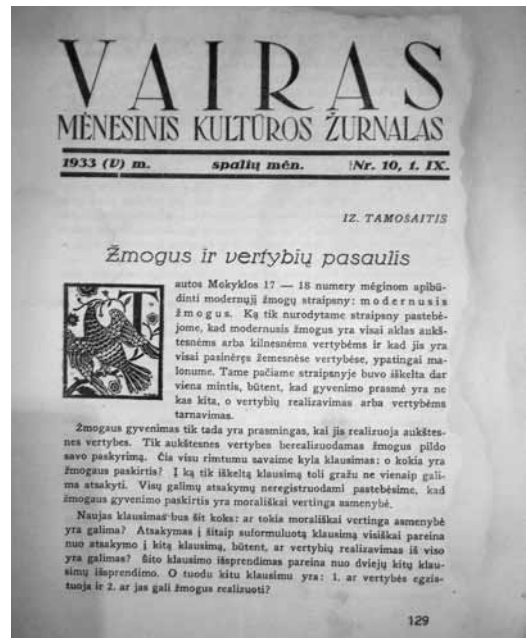 VAIRAS
MĖNESINIS KULTŪROS ŽURNALAS
1933 (V) m. spalių mėn. Nr. 10, t. IX.
IZ. TAMOŠAITIS
Žmogus ir vertybių pasaulis
Tautos Mokyklos 17 — 18 numery mėginom apibū-
dinti modernųjį žmogų straipsny: modernusis
žmogus. Ką tik nurodytame straipsny pastebė-
jome, kad modernusis žmogus yra visai aklas aukš-
tesnėms arba kilnesnėms vertybėms ir kad jis yra
visai pasinėręs žemesnėse vertybėse, ypatingai ma-
lonume. Tame pačiame straipsnyje buvo iškelta dar
viena mintis, būtent, kad gyvenimo prasmė yra ne
kas kita, o vertybių realizavimas arba vertybėms
tarnavimas.
Žmogaus gyvenimas tik tada yra prasmingas, kai jis realizuoja aukštes-
nes vertybes. Tik aukštesnes vertybes berealizuodamas žmogus pildo
savo paskyrimą. Čia visu rimtumu savaime kyla klausimas: o kokia yra
žmogaus paskirtis? Į ką tik iškeltą klausimą toli gražu ne vienaip gali-
ma atsakyti. Visų galimų atsakymų neregistruodami pastebėsime, kad
žmogaus gyvenimo paskirtis yra morališkai vertinga asmenybė.
Naujas klausimas bus šit koks: ar tokia morališkai vertinga asmenybė
yra galima? Atsakymas į šitaip suformuluotą klausimą visiškai pareina
nuo atsakymo į kitą klausimą, būtent, ar vertybių realizavimas iš viso
yra galimas? Šito klausimo išsprendimas pareina nuo dviejų kitų klau-
simų išsprendimo. O tuodu kitu klausimu yra: 1. ar vertybės egzis-
tuoja ir 2. ar jas gali žmogus realizuoti?
129